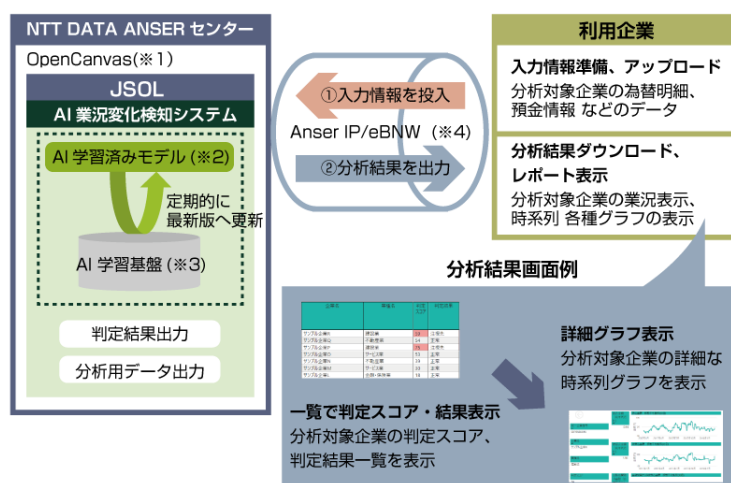 NTT DATA ANSER センター
OpenCanvas(※1)
JSOL
AI 業況変化検知システム
AI 学習済みモデル (※2)
定期的に
最新版へ更新
AI 学習基盤 (※3)
判定結果出力
分析用データ出力
①入力情報を投入
Anser IP/eBNW (※4)
②分析結果を出力
利用企業
入力情報準備、アップロード
分析対象企業の為替明細、
預金情報 などのデータ
分析結果ダウンロード、
レポート表示
分析対象企業の業況表示、
時系列 各種グラフの表示
分析結果画面例
一覧で判定スコア・結果表示
分析対象企業の判定スコア、
判定結果一覧を表示
詳細グラフ表示
分析対象企業の詳細な
時系列グラフを表示